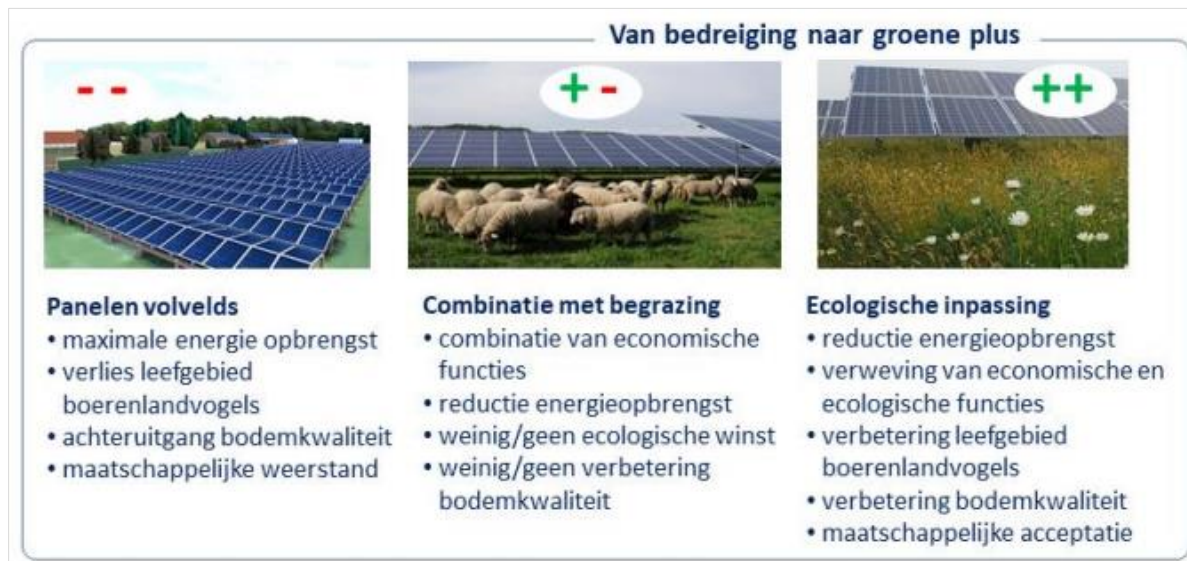 Van bedreiging naar groene plus
- -
+ -
++
Panelen volvelds
• maximale energie opbrengst
• verlies leefgebied
boerenlandvogels
• achteruitgang bodemkwaliteit
• maatschappelijke weerstand
Combinatie met begrazing
• combinatie van economische
functies
• reductie energieopbrengst
• weinig/geen ecologische winst
• weinig/geen verbetering
bodemkwaliteit
Ecologische inpassing
• reductie energieopbrengst
• verweving van economische en
ecologische functies
• verbetering leefgebied
boerenlandvogels
• verbetering bodemkwaliteit
• maatschappelijke acceptatie